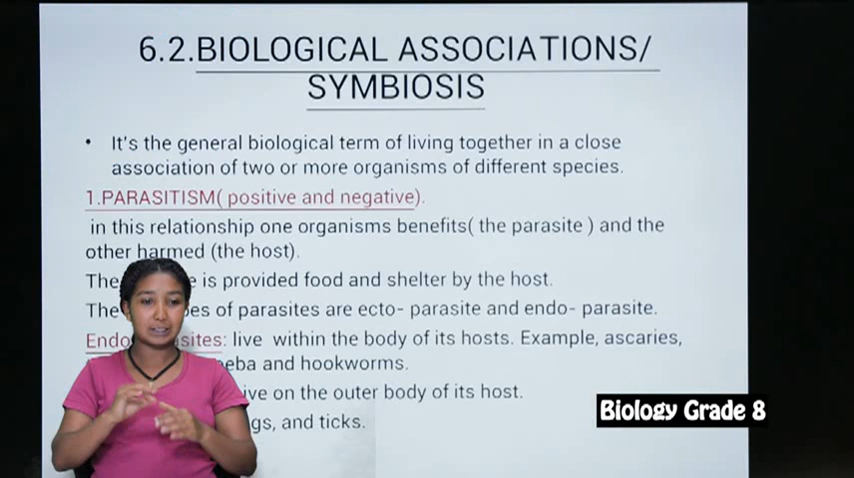 6.2.BIOLOGICAL ASSOCIATIONS/
SYMBIOSIS
• It's the general biological term of living together in a close
association of two or more organisms of different species.
1.PARASITISM( positive and negative).
in this relationship one organisms benefits( the parasite ) and the
other harmed (the host).
The is provided food and shelter by the host.
The of parasites are ecto- parasite and endo- parasite.
live within the body of its hosts. Example, ascaries,
and hookworms.
on the outer body of its host.
and ticks.
Biology Grade 8